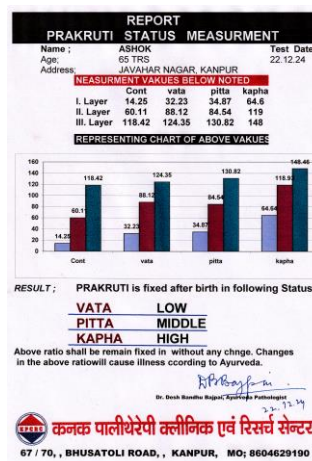 REPORT
PRAKRUTI STATUS MEASURMENT
Name ; ASHOK Test Date
Age; 65 TRS 22.12.24
Address: JAVAHAR NAGAR, KANPUR
NEASURMENT VAKUES BELOW NOTED
Cont vata pitta kapha
I. Layer 14.25 32.23 34.87 64.6
II. Layer 60.11 88.12 84.54 119
III. Layer 118.42 124.35 130.82 148
REPRESENTING CHART OF ABOVE VAKUES
160
140
120
100
80
60
40
20
0
14.25 60.11 118.42
32.23 88.12 124.35
34.87 84.54 130.82
64.64 118.93 148.46
Cont vata pitta kapha
RESULT ; PRAKRUTI is fixed after birth in following Status
VATA LOW
PITTA MIDDLE
KAPHA HIGH
Above ratio shall be remain fixed in without any chnge. Changes
in the above ratiowill cause illness ccording to Ayurveda.
Dr. Desh Bandhu Bajpai, Ayurveda Pathologist
22.12.24
कनक पालीथेरेपी क्लीनिक एवं रिसर्च सेन्टर
67 / 70, , BHUSATOLI ROAD, , KANPUR, MO; 8604629190